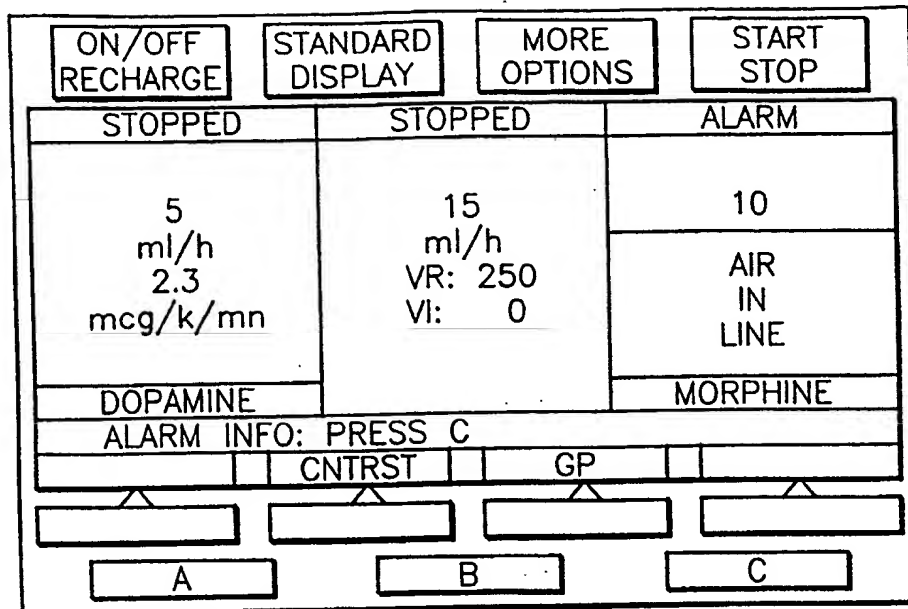 ON/OFF
RECHARGE
STANDARD
DISPLAY
MORE
OPTIONS
START
STOP
STOPPED
5
ml/h
2.3
mcg/k/mn
DOPAMINE
STOPPED
15
ml/h
VR: 250
VI: 0
ALARM
10
AIR
IN
LINE
MORPHINE
ALARM INFO: PRESS C
CNTRST
GP
A
B
C